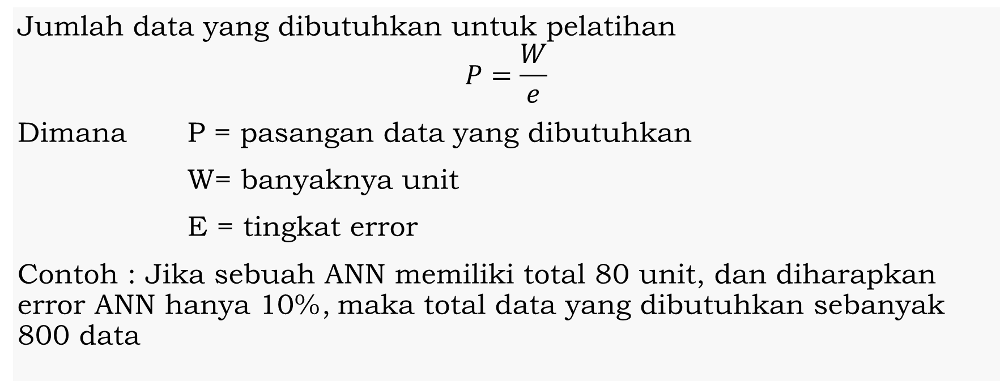 Jumlah data yang dibutuhkan untuk pelatihan
P = W/e
Dimana P = pasangan data yang dibutuhkan
W= banyaknya unit
E = tingkat error
Contoh : Jika sebuah ANN memiliki total 80 unit, dan diharapkan
error ANN hanya 10%, maka total data yang dibutuhkan sebanyak
800 data